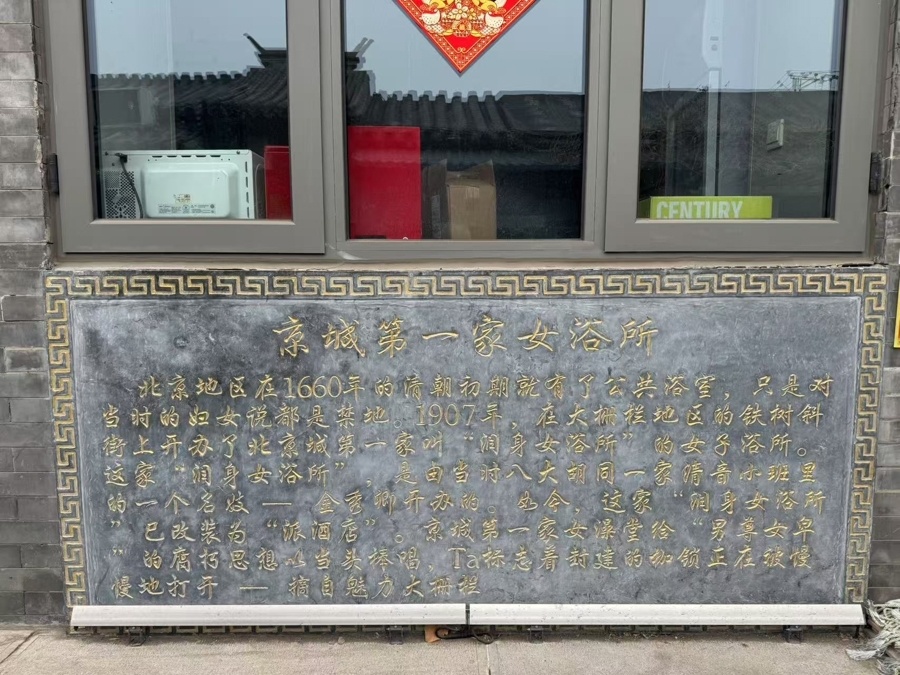 CENTURY
京城第一家女浴所
北京地区在1660年的清朝初期就有了公共浴室，只是对
当时的妇女说都是禁地。1907年，在大栅栏地区的铁树斜
街上开办了北京城第一家叫“润身女浴所”的女子浴所。
这家“润身女浴所”，是由当时八大胡同一家清音小班里
的一个名妓 — 金秀卿开办的。如今，这家“润身女浴所
”已改装为“派酒店”。京城第一家女澡堂给“男尊女卑
”的腐朽思想以当头棒喝，Ta标志着封建的枷锁正在被慢
慢地打开 — 摘自魅力大栅栏